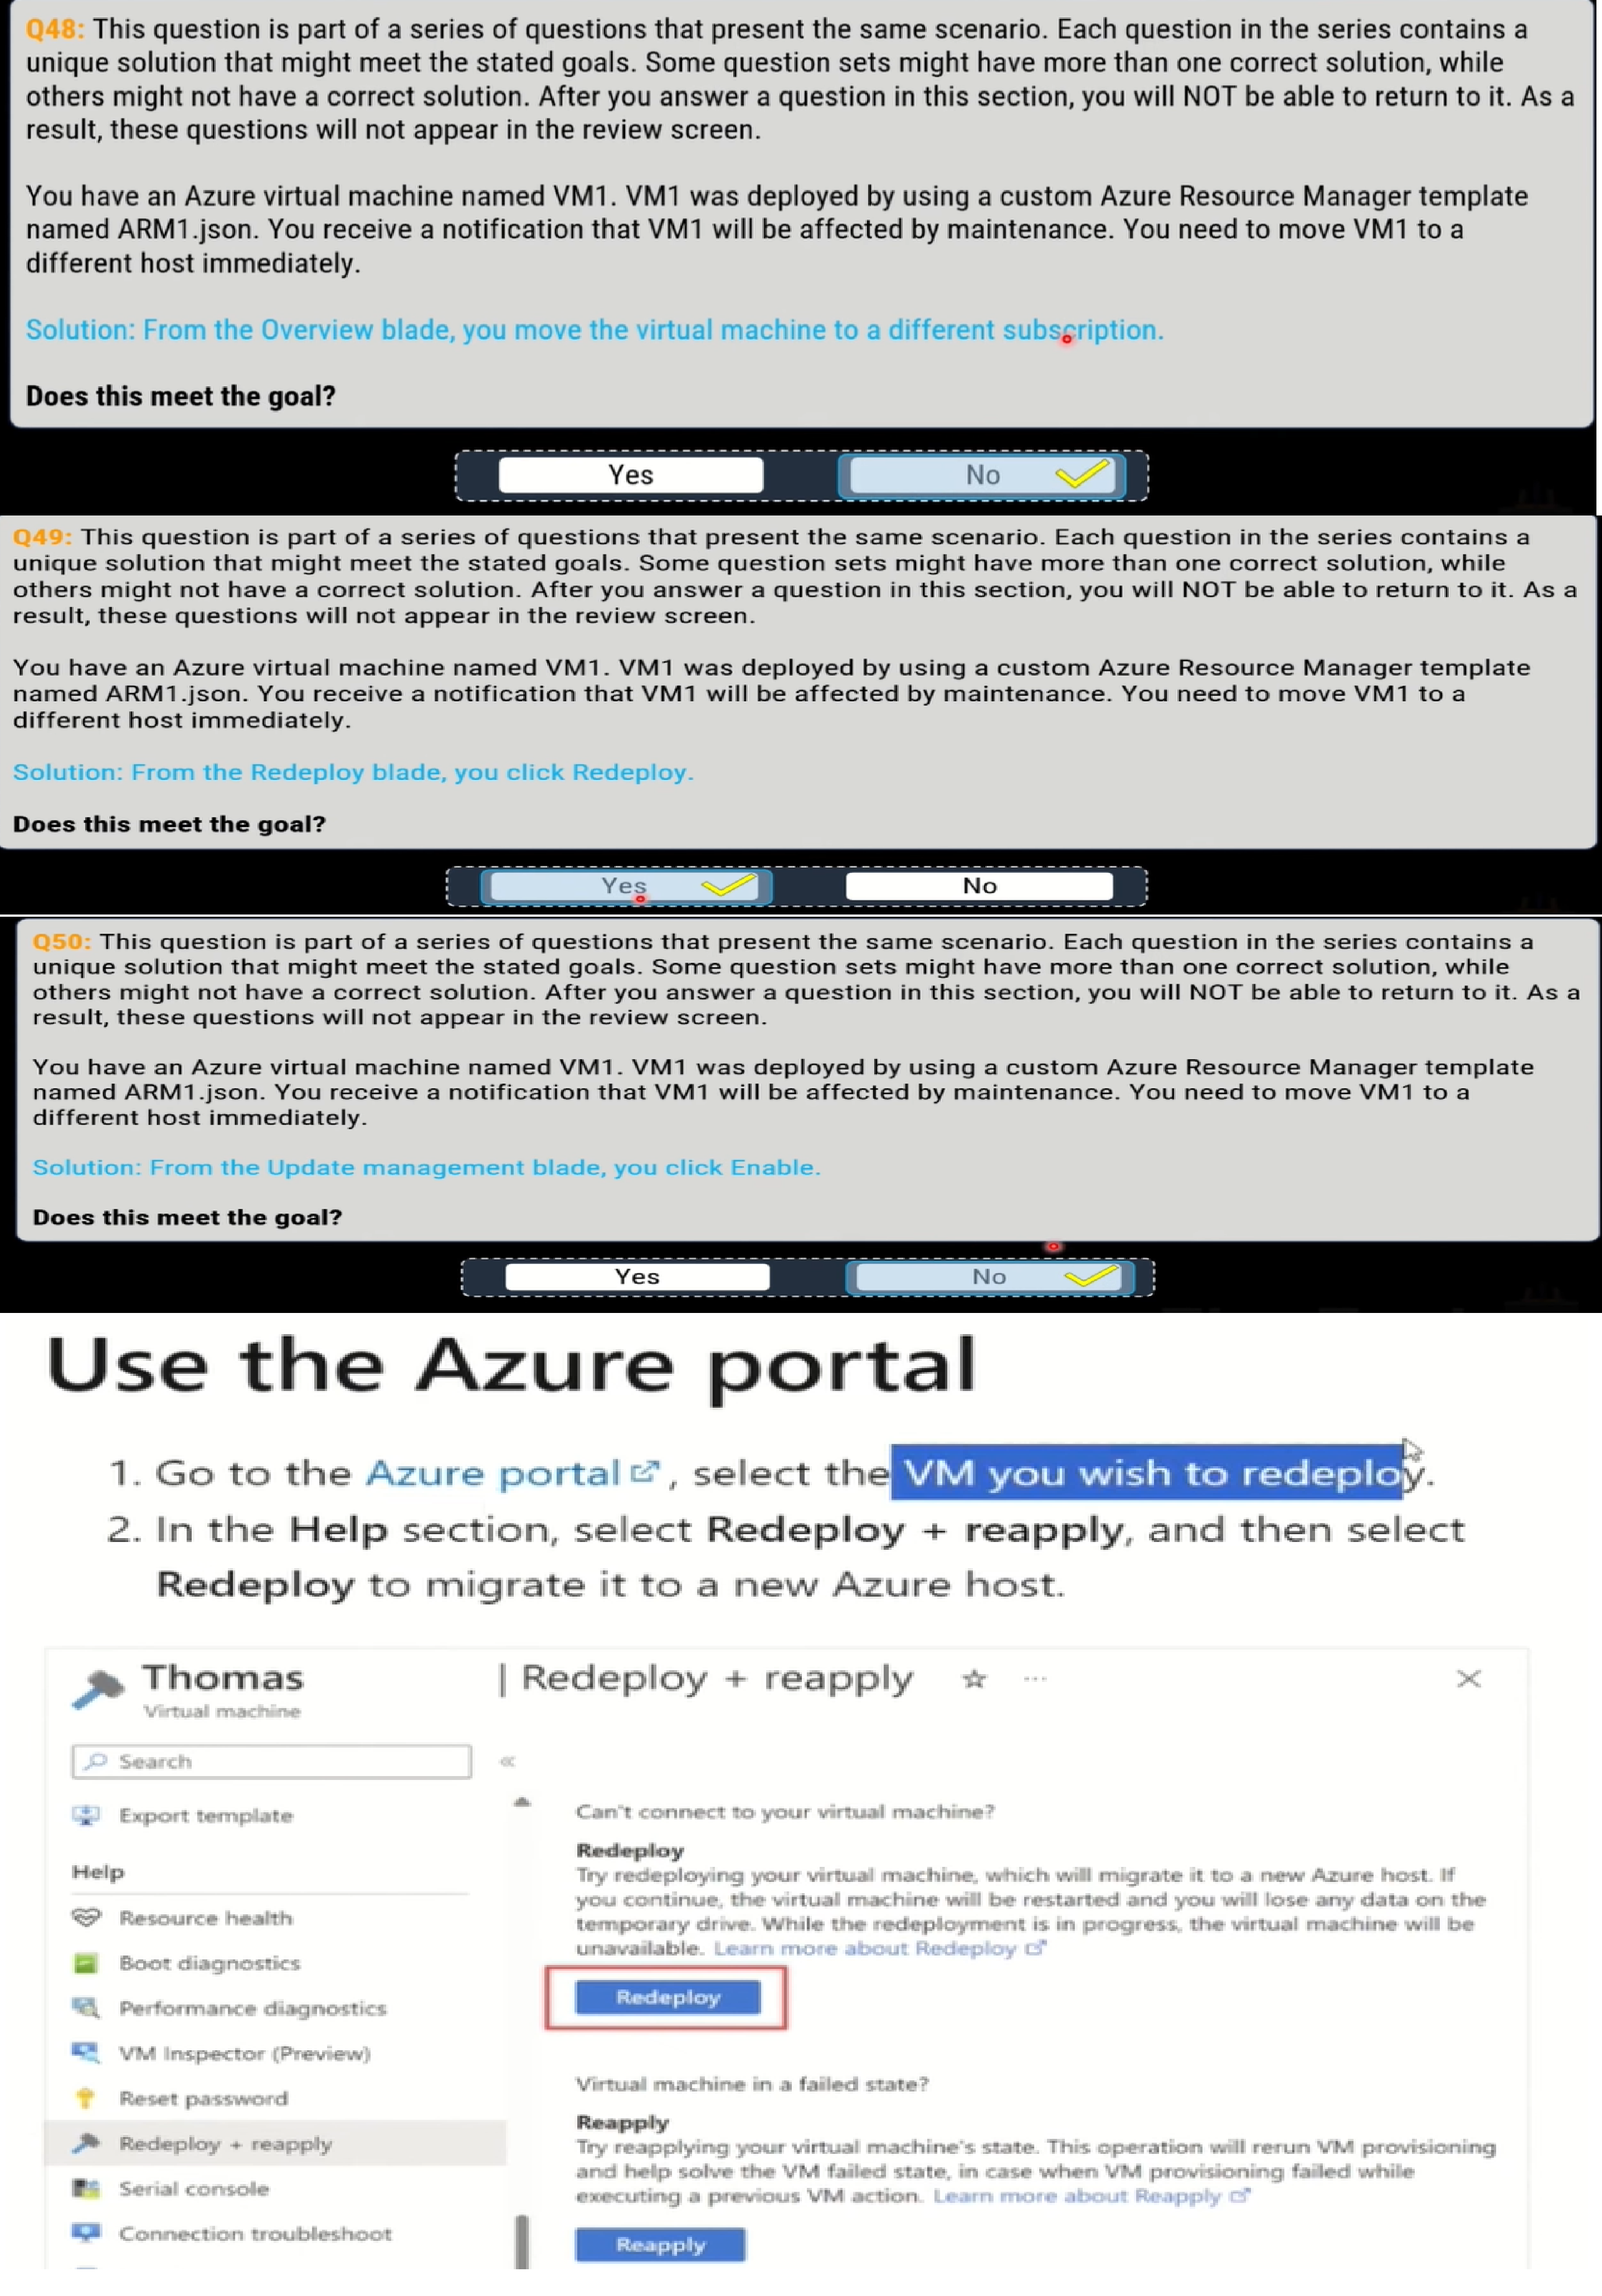 Q48: This question is part of a series of questions that present the same scenario. Each question in the series contains a
unique solution that might meet the stated goals. Some question sets might have more than one correct solution, while
others might not have a correct solution. After you answer a question in this section, you will NOT be able to return to it. As a
result, these questions will not appear in the review screen.
You have an Azure virtual machine named VM1. VM1 was deployed by using a custom Azure Resource Manager template
named ARM1.json. You receive a notification that VM1 will be affected by maintenance. You need to move VM1 to a
different host immediately.
Solution: From the Overview blade, you move the virtual machine to a different subscription.
Does this meet the goal?
Yes No
Q49: This question is part of a series of questions that present the same scenario. Each question in the series contains a
unique solution that might meet the stated goals. Some question sets might have more than one correct solution, while
others might not have a correct solution. After you answer a question in this section, you will NOT be able to return to it. As a
result, these questions will not appear in the review screen.
You have an Azure virtual machine named VM1. VM1 was deployed by using a custom Azure Resource Manager template
named ARM1.json. You receive a notification that VM1 will be affected by maintenance. You need to move VM1 to a
different host immediately.
Solution: From the Redeploy blade, you click Redeploy.
Does this meet the goal?
Yes No
Q50: This question is part of a series of questions that present the same scenario. Each question in the series contains a
unique solution that might meet the stated goals. Some question sets might have more than one correct solution, while
others might not have a correct solution. After you answer a question in this section, you will NOT be able to return to it. As a
result, these questions will not appear in the review screen.
You have an Azure virtual machine named VM1. VM1 was deployed by using a custom Azure Resource Manager template
named ARM1.json. You receive a notification that VM1 will be affected by maintenance. You need to move VM1 to a
different host immediately.
Solution: From the Update management blade, you click Enable.
Does this meet the goal?
Yes No
Use the Azure portal
1. Go to the Azure portal, select the VM you wish to redeploy.
2. In the Help section, select Redeploy + reapply, and then select
Redeploy to migrate it to a new Azure host.
Thomas | Redeploy + reapply
Virtual machine
Search
Export template
Help
Resource health
Boot diagnostics
Performance diagnostics
VM Inspector (Preview)
Reset password
Redeploy + reapply
Serial console
Connection troubleshoot
Can't connect to your virtual machine?
Redeploy
Try redeploying your virtual machine, which will migrate it to a new Azure host. If
you continue, the virtual machine will be restarted and you will lose any data on the
temporary drive. While the redeployment is in progress, the virtual machine will be
unavailable. Learn more about Redeploy
Redeploy
Virtual machine in a failed state?
Reapply
Try reapplying your virtual machine's state. This operation will rerun VM provisioning
and help solve the VM failed state, in case when VM provisioning failed while
executing a previous VM action. Learn more about Reapply
Reapply